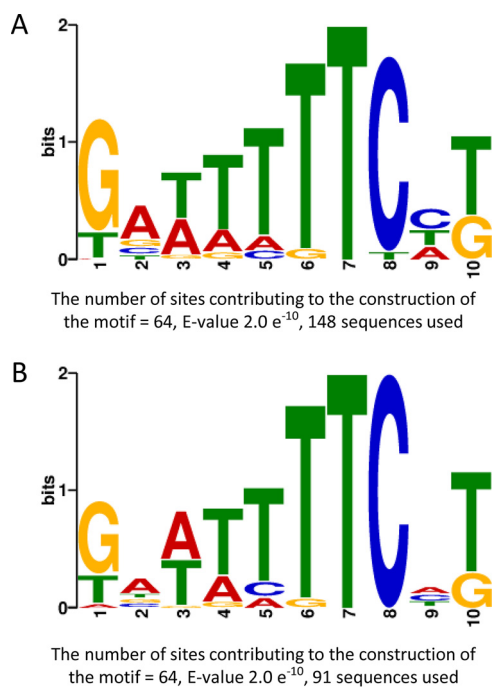 A
2
1
0
bits
G T
A G C T
T A G
T A G
T A C
T G
T
C T
C T A
T G
1 2 3 4 5 6 7 8 9 10
The number of sites contributing to the construction of
the motif = 64, E-value 2.0 e-10, 148 sequences used
B
2
1
0
bits
G T A
A T G C
A T G
T A G
T C A
T G
T
C
A C T
T G
1 2 3 4 5 6 7 8 9 10
The number of sites contributing to the construction of
the motif = 64, E-value 2.0 e-10, 91 sequences used